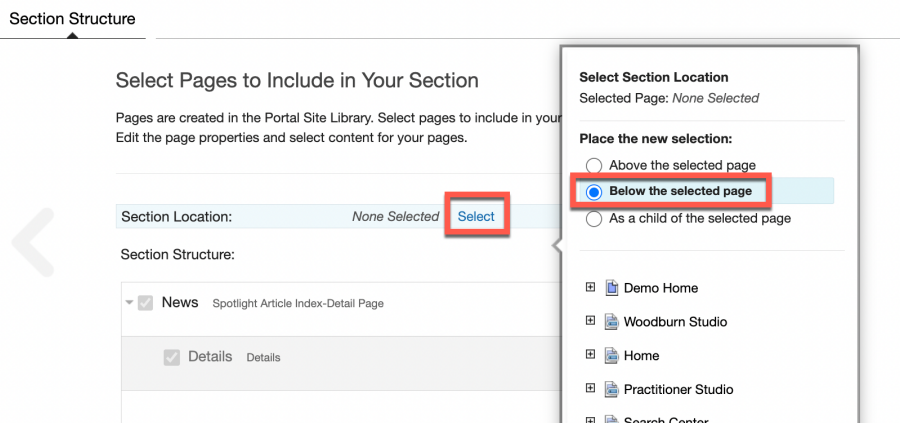 Section Structure
Select Pages to Include in Your Section
Pages are created in the Portal Site Library. Select pages to include in your
Edit the page properties and select content for your pages.
Section Location: None Selected Select
Section Structure:
News Spotlight Article Index-Detail Page
Details Details
Select Section Location
Selected Page: None Selected
Place the new selection:
Above the selected page
Below the selected page
As a child of the selected page
Demo Home
Woodburn Studio
Home
Practitioner Studio
Search Center